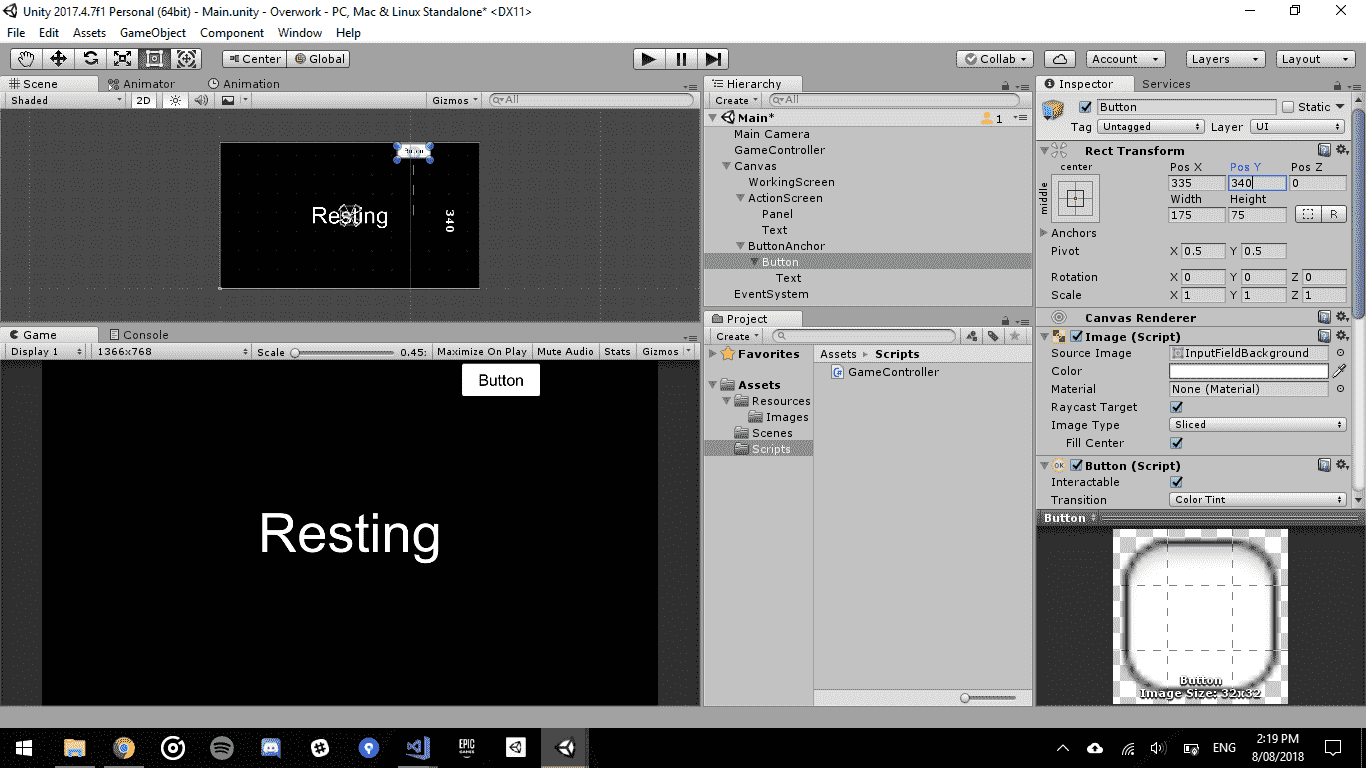 Unity 2017.4.7f1 Personal (64bit) - Main.unity - Overwork - PC, Mac & Linux Standalone* <DX11>
File Edit Assets GameObject Component Window Help
Center Global
Collab Account Layers Layout
Scene Animator Animation
Shaded 2D Gizmos All
Button
Resting
340
Game Console
Display 1 1366x768 Scale 0.45: Maximize On Play Mute Audio Stats Gizmos
Button
Resting
Hierarchy
Create All
Main* 1
Main Camera
GameController
Canvas
WorkingScreen
ActionScreen
Panel
Text
ButtonAnchor
Button
Text
EventSystem
Project
Create
Favorites
Assets
Resources
Images
Scenes
Scripts
Assets Scripts
GameController
Inspector Services
Button Static
Tag Untagged Layer UI
Rect Transform
center Pos X Pos Y Pos Z
middle 335 340 0
Width Height
175 75 R
Anchors
Pivot X 0.5 Y 0.5
Rotation X 0 Y 0 Z 0
Scale X 1 Y 1 Z 1
Canvas Renderer
Image (Script)
Source Image InputFieldBackground
Color
Material None (Material)
Raycast Target
Image Type Sliced
Fill Center
OK Button (Script)
Interactable
Transition Color Tint
Button
Button
Image Size: 32x32
EPIC GAMES
ENG
2:19 PM
8/08/2018